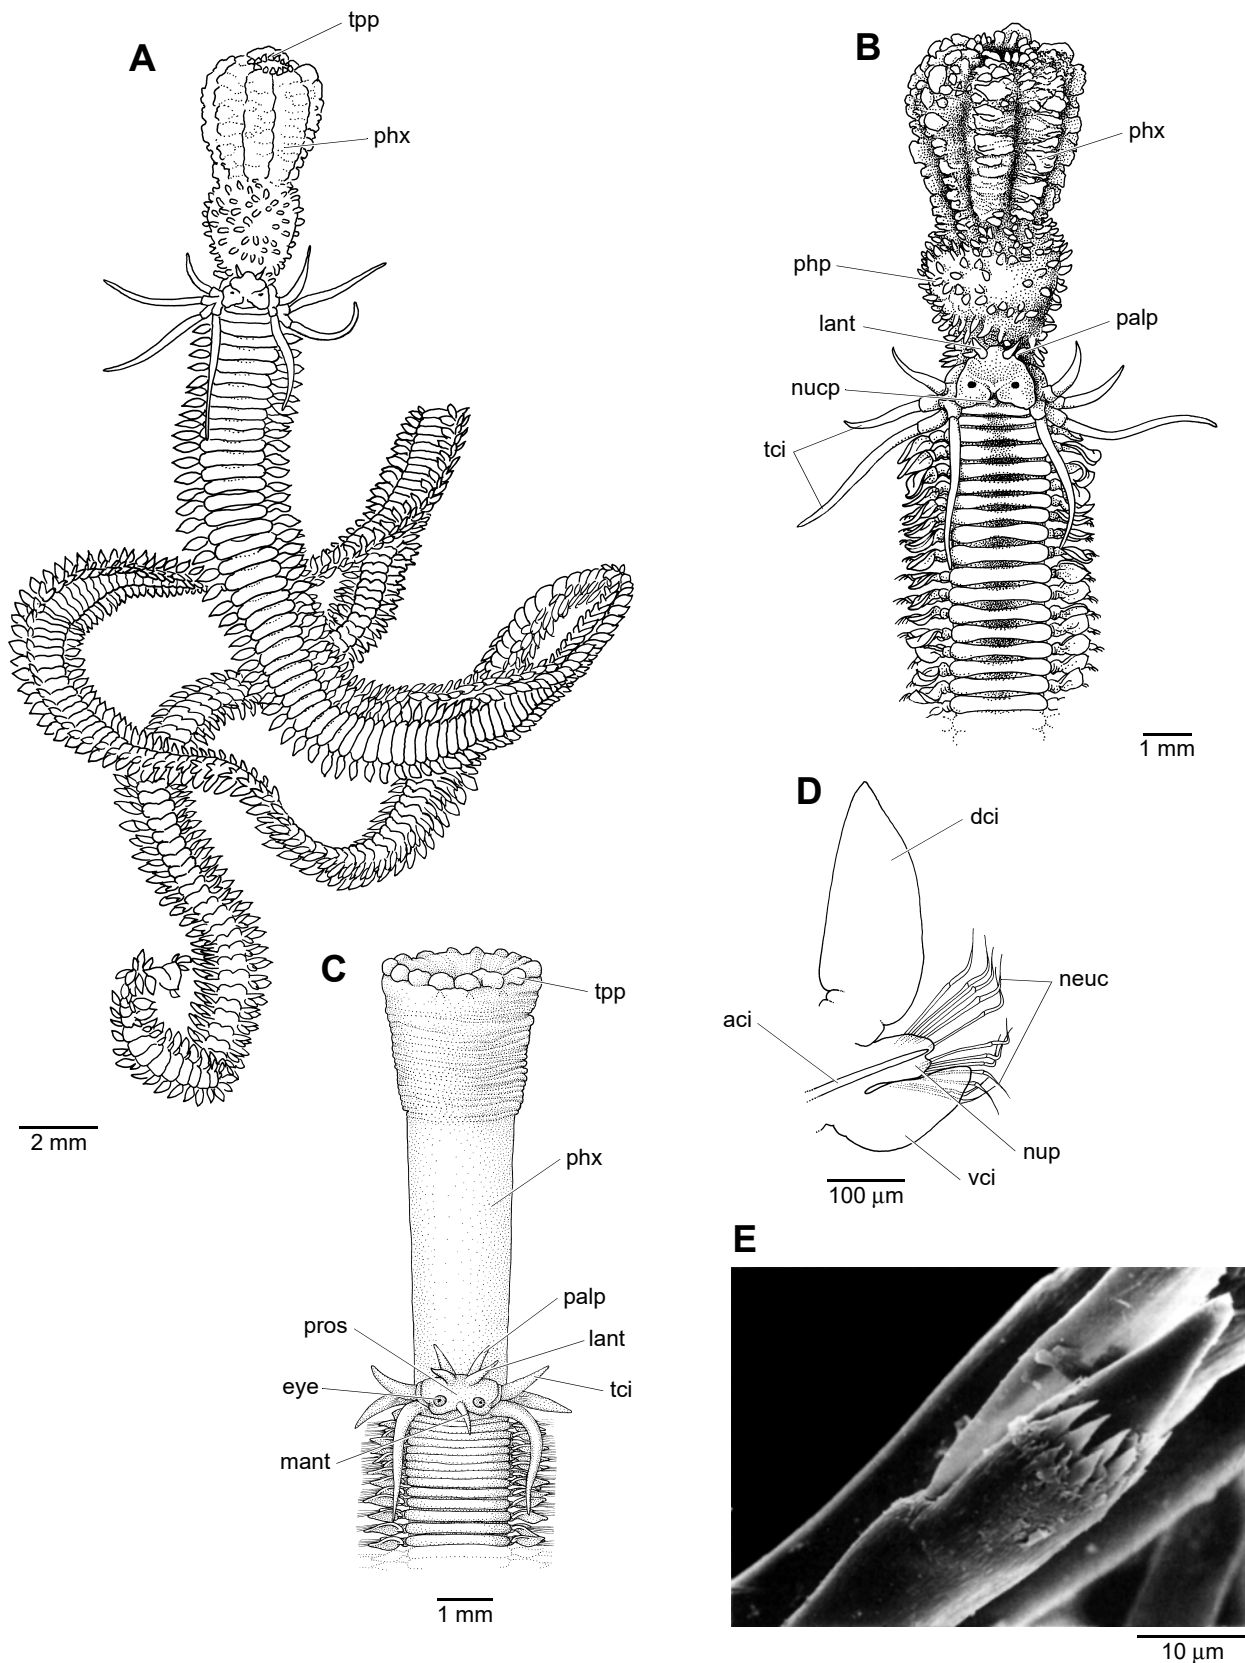 A
tpp
phx
2 mm
B
phx
php
lant
palp
nucp
tci
1 mm
C
tpp
phx
palp
pros
lant
eye
tci
mant
1 mm
D
dci
neuc
aci
nup
vci
100 µm
E
10 µm